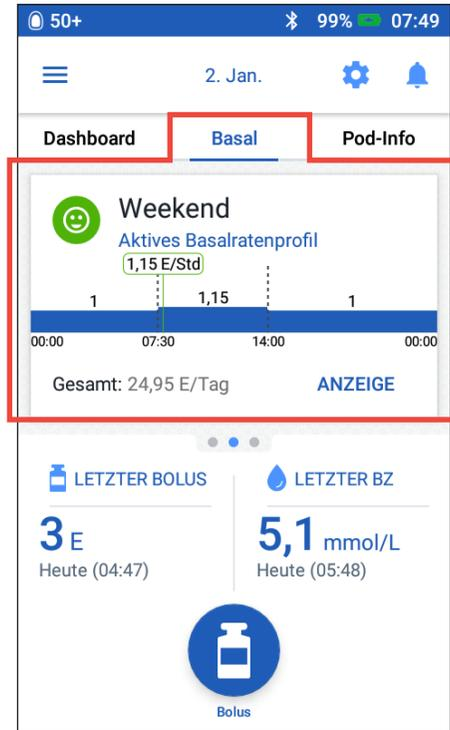 50+ 99% 07:49
2. Jan.
Dashboard Basal Pod-Info
Weekend
Aktives Basalratenprofil
1,15 E/Std
1 1,15 1
00:00 07:30 14:00 00:00
Gesamt: 24,95 E/Tag ANZEIGE
LETZTER BOLUS LETZTER BZ
3 E 5,1 mmol/L
Heute (04:47) Heute (05:48)
Bolus